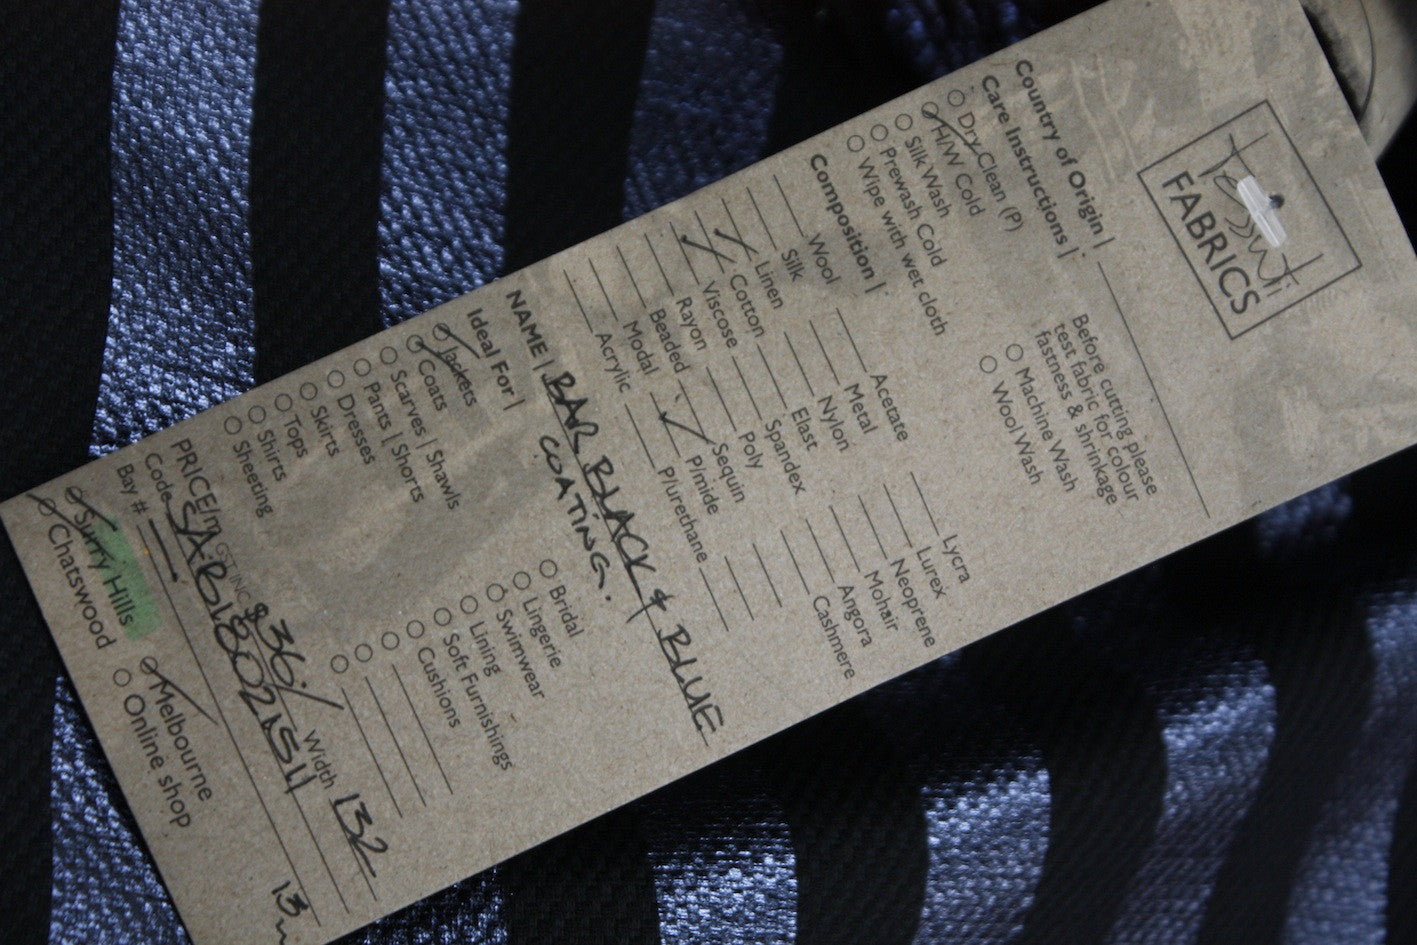 Tessuti
FABRICS
Country of Origin |
Care Instructions |
Dry Clean (P)
H/W Cold
Silk Wash
Prewash Cold
Wipe with wet cloth
Before cutting please
test fabric for colour
fastness & shrinkage
Machine Wash
Wool Wash
Composition |
Wool
Silk
Linen
Cotton
Viscose
Rayon
Beaded
Modal
Acrylic
Acetate
Metal
Nylon
Elast
Spandex
Poly
Sequin
P/mide
P/urethane
Lycra
Lurex
Neoprene
Mohair
Angora
Cashmere
NAME | BAR BLACK & BLUE
COATING.
Ideal For |
Jackets
Coats
Scarves | Shawls
Pants | Shorts
Dresses
Skirts
Tops
Shirts
Sheeting
Bridal
Lingerie
Swimwear
Lining
Soft Furnishings
Cushions
PRICE/m GST INC $36/ Width 132
Code
Bay #
Surry Hills
Chatswood
Melbourne
Online shop